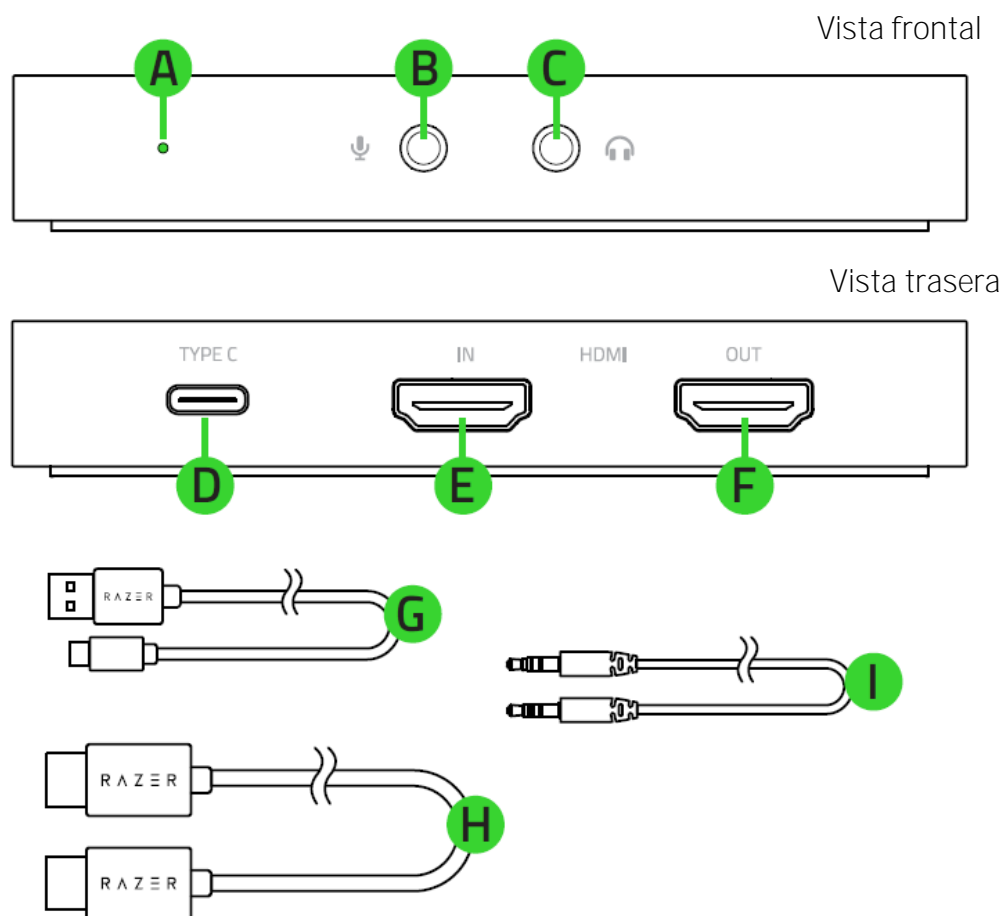 Vista frontal
A
B
C
Vista trasera
TYPE C
IN
HDMI
OUT
D
E
F
RAZER
G
I
RAZER
H
RAZER